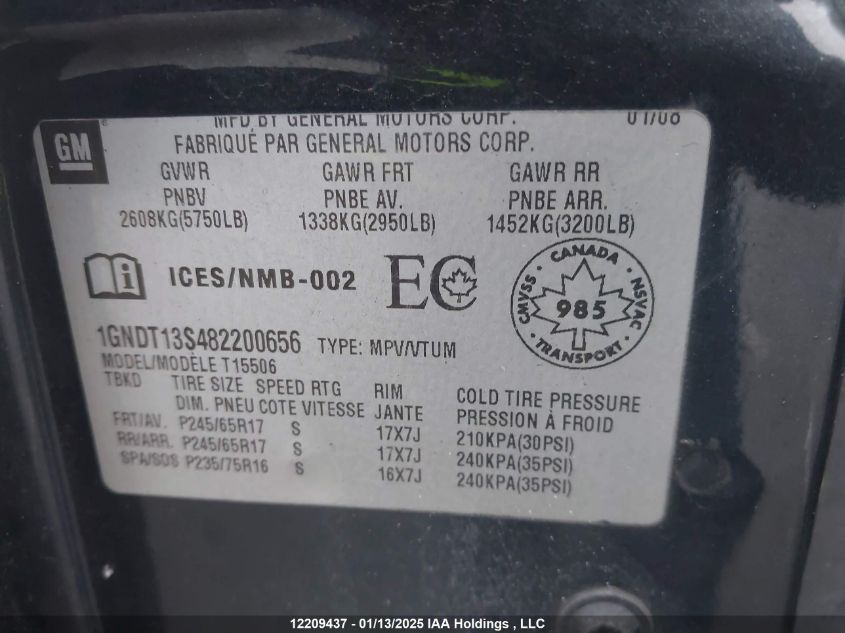 MFD BY GENERAL MOTORS CORP. 01/08
GM
FABRIQUÉ PAR GENERAL MOTORS CORP.
GVWR GAWR FRT GAWR RR
PNBV PNBE AV. PNBE ARR.
2608KG(5750LB) 1338KG(2950LB) 1452KG(3200LB)
i ICES/NMB-002 EC
CANADA
CMVSS · 985 · NSVAC
TRANSPORT
1GNDT13S482200656 TYPE: MPV/VTUM
MODEL/MODÈLE T15506
TBKD TIRE SIZE SPEED RTG RIM COLD TIRE PRESSURE
DIM. PNEU COTE VITESSE JANTE PRESSION À FROID
FRT/AV. P245/65R17 S 17X7J 210KPA(30PSI)
RR/ARR. P245/65R17 S 17X7J 240KPA(35PSI)
SPA/SOS P235/75R16 S 16X7J 240KPA(35PSI)
12209437 - 01/13/2025 IAA Holdings , LLC